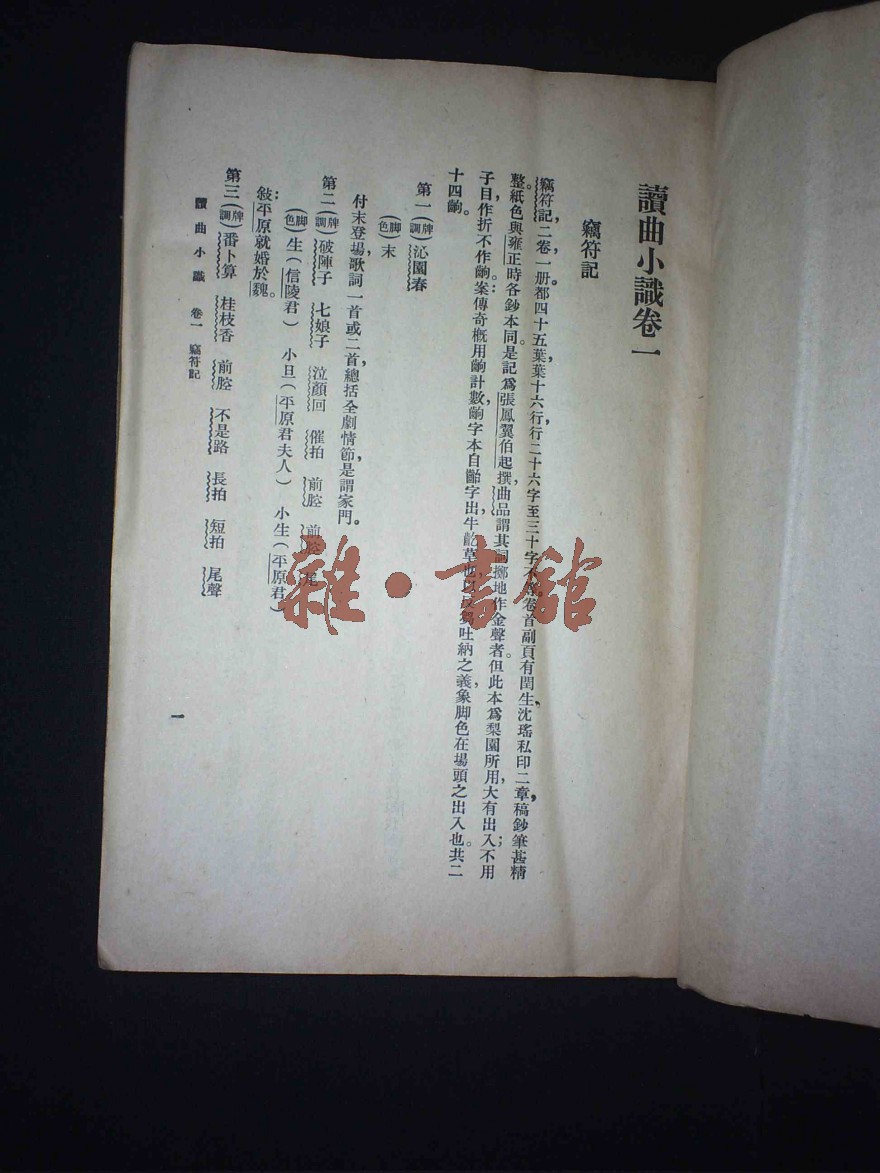 讀曲小識卷一
竊符記
竊符記，二卷一册，都四十五葉，葉十六行，行二十六字至三十字不等。卷首副頁有閏生沈瑤私印二章，稿鈔筆甚精
整，紙色與雍正時各鈔本同。是記爲張鳳翼伯起撰，曲品謂其詞擲地作金聲者。但此本爲梨園所用，大有出入；不用
子目，作折不作齣：案傳奇概用齣計數，齣字本自齝字出，牛齝草也，以反芻吐納之義，象脚色在場頭之出入也。共二
十四齣。
第一（牌調）沁園春
（脚色）末
付末登場，歌詞一首或二首，總括全劇情節，是謂家門。
第二（牌調）破陣子 七娘子 泣顏回 催拍 前腔 前腔 尾
（脚色）生（信陵君） 小旦（平原君夫人） 小生（平原君）
敍平原就婚於魏。
第三（牌調）番卜算 桂枝香 前腔 不是路 長拍 短拍 尾聲
讀曲小識 卷一 竊符記
一
雜·書館